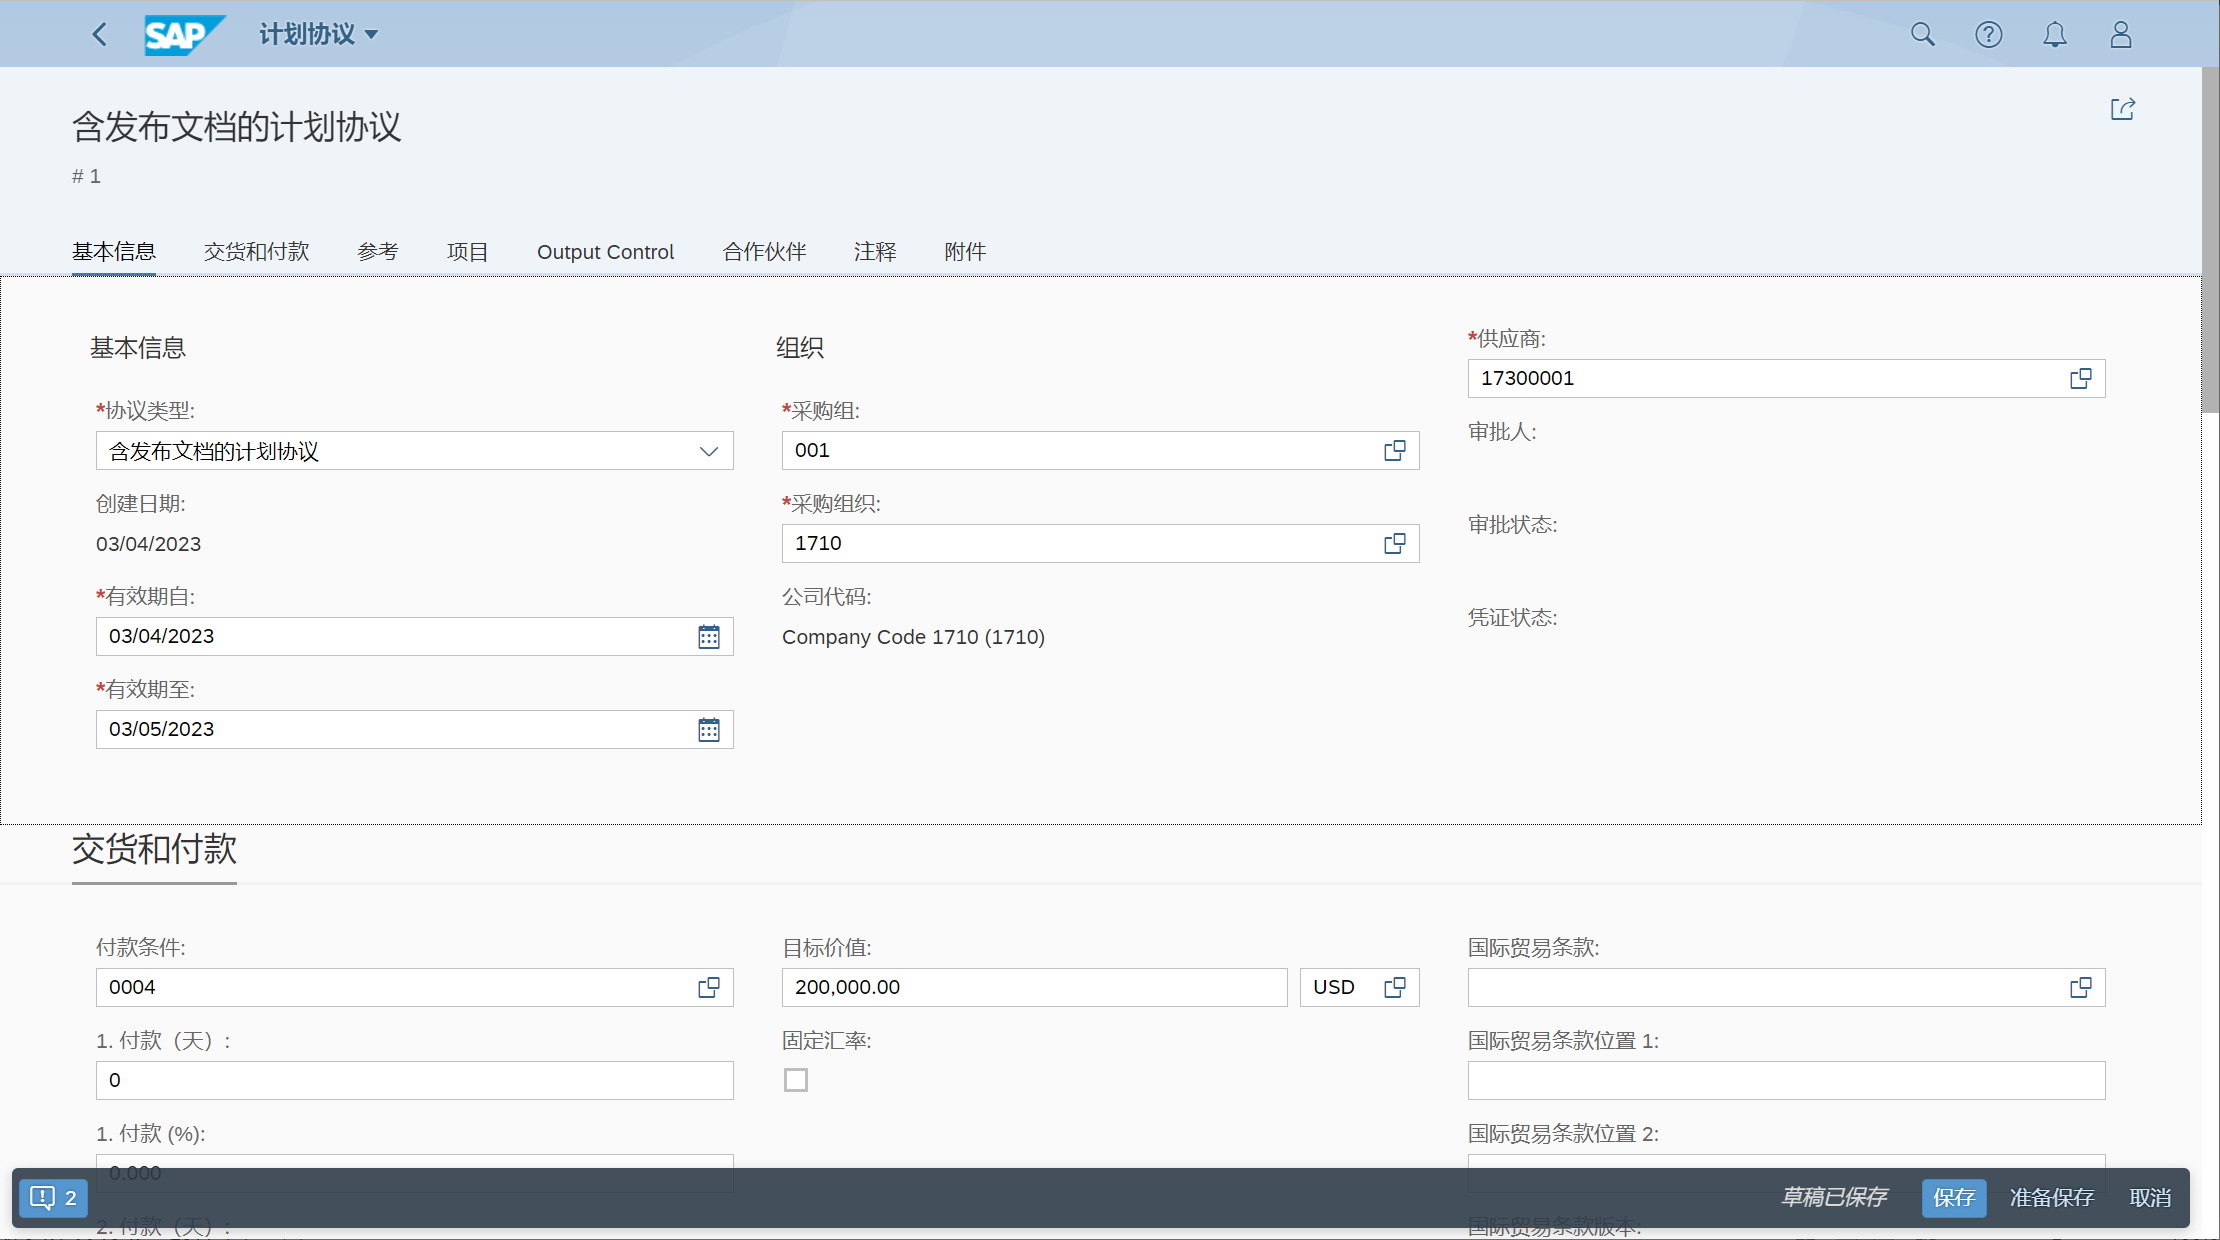 SAP 计划协议
含发布文档的计划协议
# 1
基本信息 交货和付款 参考 项目 Output Control 合作伙伴 注释 附件
基本信息
*协议类型:
含发布文档的计划协议
创建日期:
03/04/2023
*有效期自:
03/04/2023
*有效期至:
03/05/2023
组织
*采购组:
001
*采购组织:
1710
公司代码:
Company Code 1710 (1710)
*供应商:
17300001
审批人:
审批状态:
凭证状态:
交货和付款
付款条件:
0004
1. 付款（天）:
0
1. 付款 (%):
0.000
2. 付款（天）:
目标价值:
200,000.00 USD
固定汇率:
国际贸易条款:
国际贸易条款位置 1:
国际贸易条款位置 2:
国际贸易条款版本:
2 草稿已保存 保存 准备保存 取消